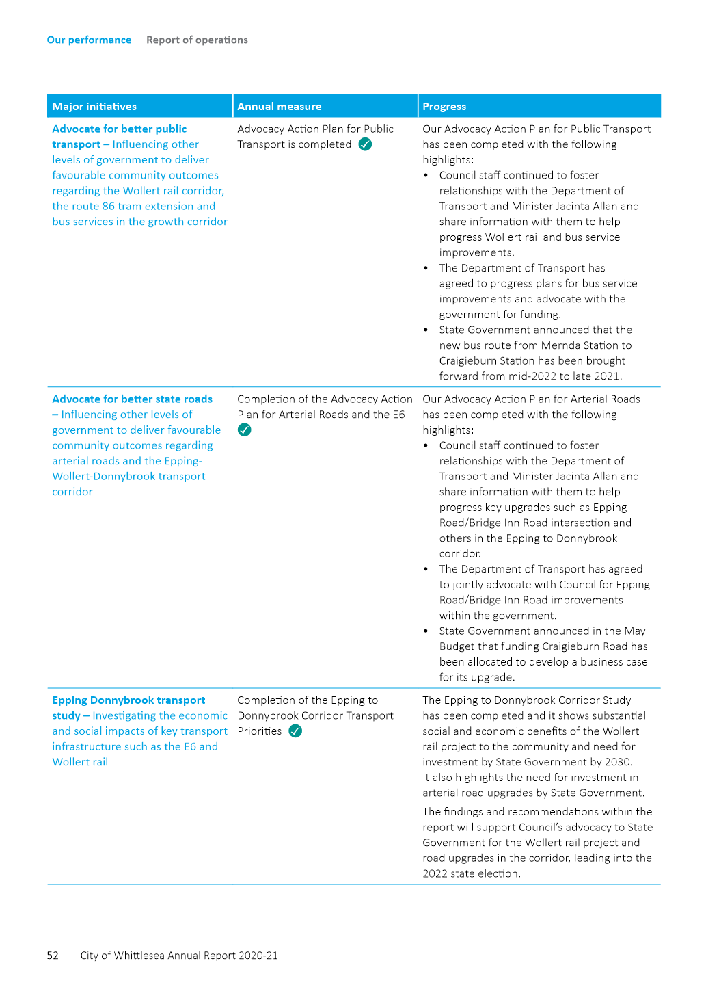 Our performance Report of operations
Major initiatives Annual measure Progress
Advocate for better public
transport – Influencing other
levels of government to deliver
favourable community outcomes
regarding the Wollert rail corridor,
the route 86 tram extension and
bus services in the growth corridor
Advocacy Action Plan for Public
Transport is completed
Our Advocacy Action Plan for Public Transport
has been completed with the following
highlights:
• Council staff continued to foster
relationships with the Department of
Transport and Minister Jacinta Allan and
share information with them to help
progress Wollert rail and bus service
improvements.
• The Department of Transport has
agreed to progress plans for bus service
improvements and advocate with the
government for funding.
• State Government announced that the
new bus route from Mernda Station to
Craigieburn Station has been brought
forward from mid-2022 to late 2021.
Advocate for better state roads
– Influencing other levels of
government to deliver favourable
community outcomes regarding
arterial roads and the Epping-
Wollert-Donnybrook transport
corridor
Completion of the Advocacy Action
Plan for Arterial Roads and the E6
Our Advocacy Action Plan for Arterial Roads
has been completed with the following
highlights:
• Council staff continued to foster
relationships with the Department of
Transport and Minister Jacinta Allan and
share information with them to help
progress key upgrades such as Epping
Road/Bridge Inn Road intersection and
others in the Epping to Donnybrook
corridor.
• The Department of Transport has agreed
to jointly advocate with Council for Epping
Road/Bridge Inn Road improvements
within the government.
• State Government announced in the May
Budget that funding Craigieburn Road has
been allocated to develop a business case
for its upgrade.
Epping Donnybrook transport
study – Investigating the economic
and social impacts of key transport
infrastructure such as the E6 and
Wollert rail
Completion of the Epping to
Donnybrook Corridor Transport
Priorities
The Epping to Donnybrook Corridor Study
has been completed and it shows substantial
social and economic benefits of the Wollert
rail project to the community and need for
investment by State Government by 2030.
It also highlights the need for investment in
arterial road upgrades by State Government.
The findings and recommendations within the
report will support Council’s advocacy to State
Government for the Wollert rail project and
road upgrades in the corridor, leading into the
2022 state election.
52 City of Whittlesea Annual Report 2020-21